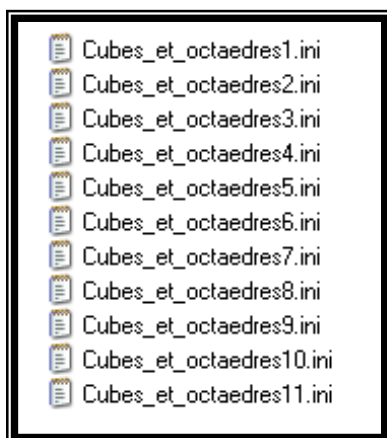 Cubes_et_octaedres1.ini
Cubes_et_octaedres2.ini
Cubes_et_octaedres3.ini
Cubes_et_octaedres4.ini
Cubes_et_octaedres5.ini
Cubes_et_octaedres6.ini
Cubes_et_octaedres7.ini
Cubes_et_octaedres8.ini
Cubes_et_octaedres9.ini
Cubes_et_octaedres10.ini
Cubes_et_octaedres11.ini